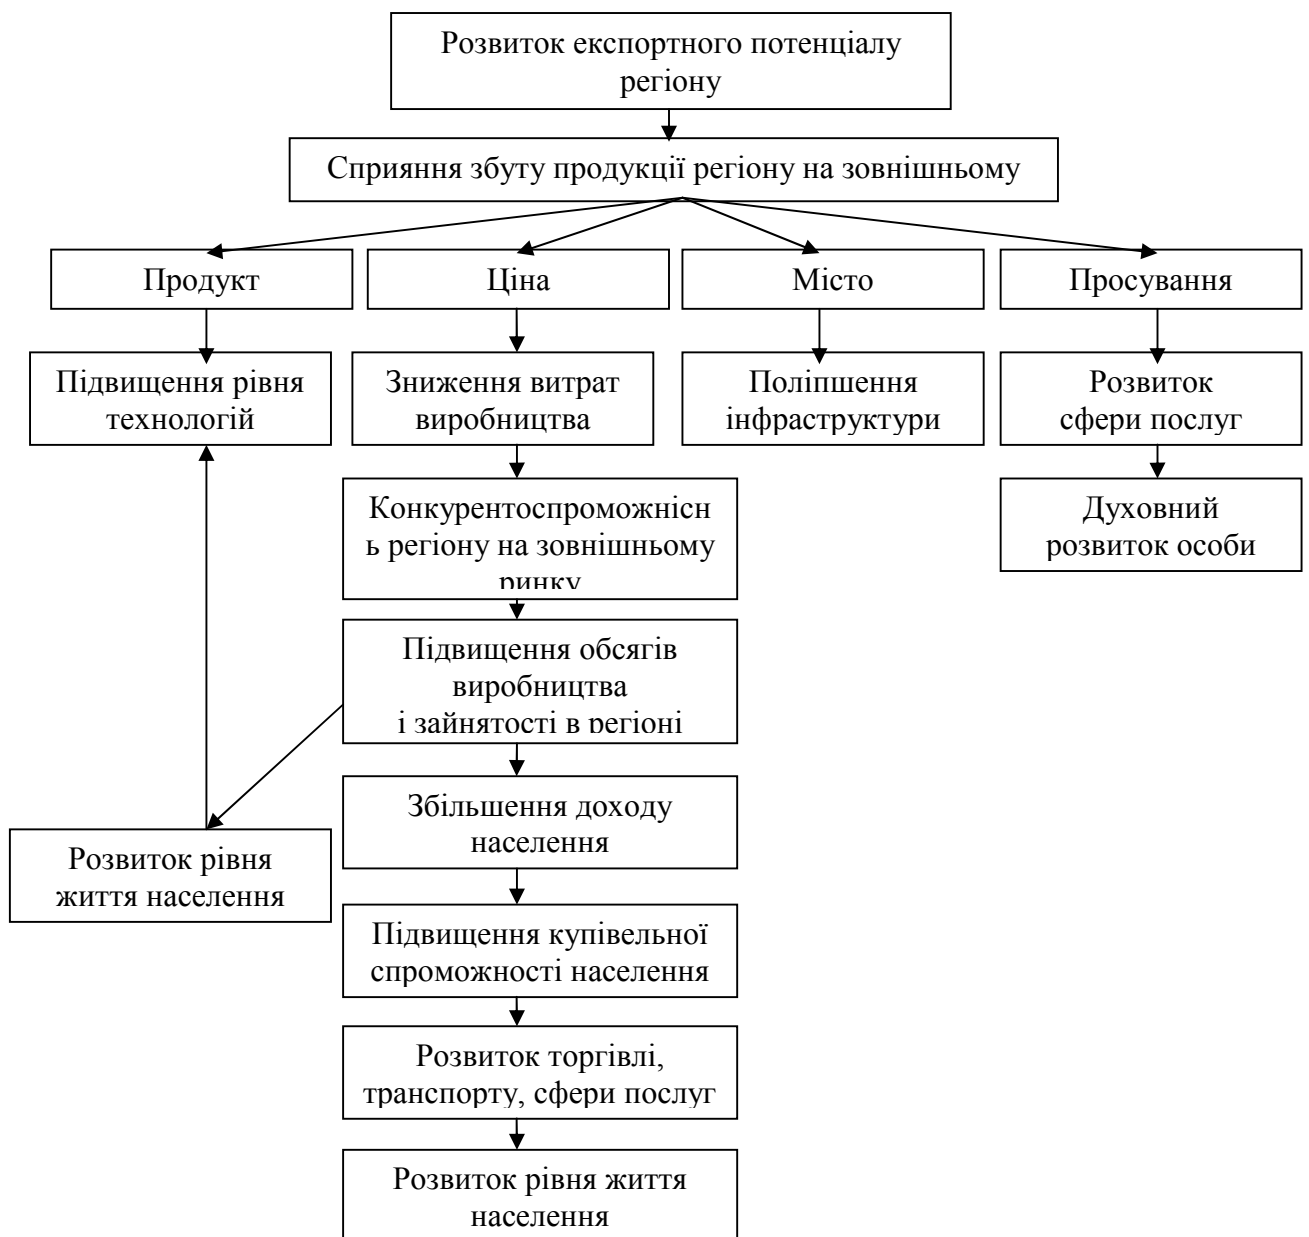 Розвиток експортного потенціалу
регіону
Сприяння збуту продукції регіону на зовнішньому
Продукт
Ціна
Місто
Просування
Підвищення рівня
технологій
Зниження витрат
виробництва
Поліпшення
інфраструктури
Розвиток
сфери послуг
Конкурентоспроможнісн
ь регіону на зовнішньому
ринку
Духовний
розвиток особи
Підвищення обсягів
виробництва
і зайнятості в регіоні
Збільшення доходу
населення
Розвиток рівня
життя населення
Підвищення купівельної
спроможності населення
Розвиток торгівлі,
транспорту, сфери послуг
Розвиток рівня життя
населення